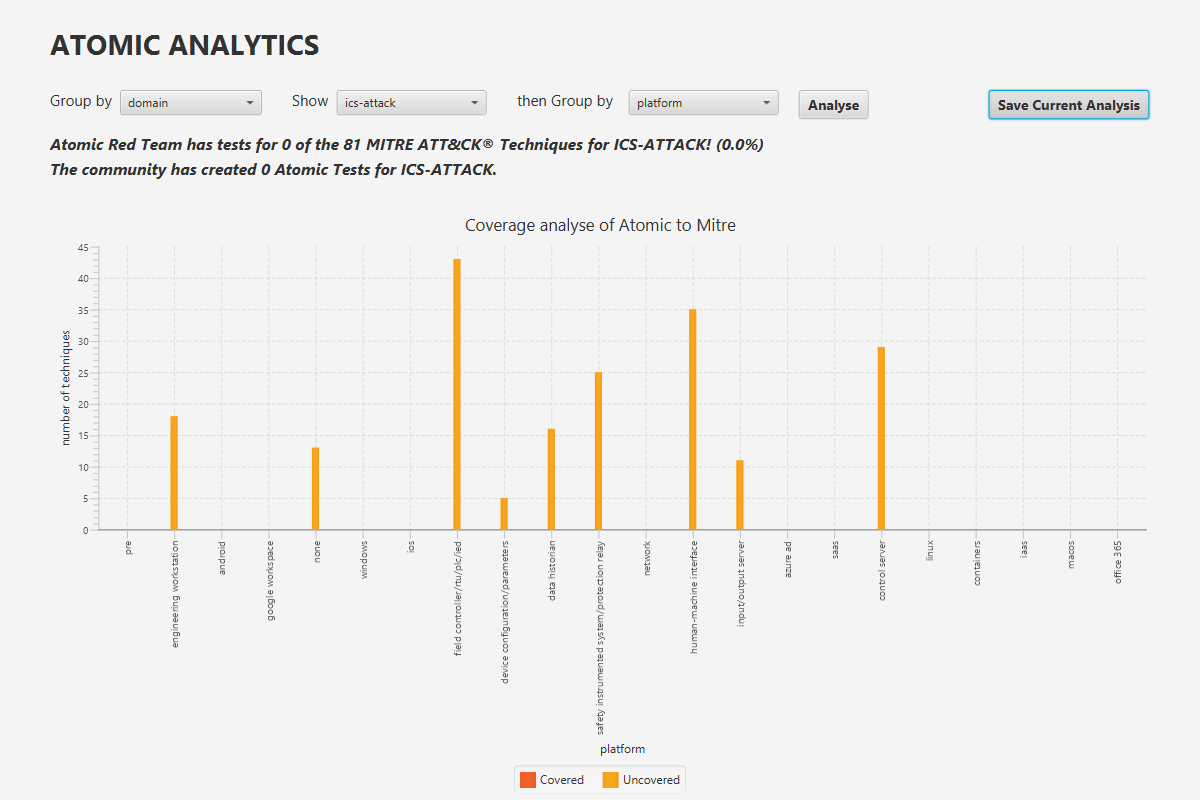 ATOMIC ANALYTICS
Group by domain Show ics-attack then Group by platform Analyse Save Current Analysis
Atomic Red Team has tests for 0 of the 81 MITRE ATT&CK® Techniques for ICS-ATTACK! (0.0%)
The community has created 0 Atomic Tests for ICS-ATTACK.
Coverage analyse of Atomic to Mitre
number of techniques
45
40
35
30
25
20
15
10
5
0
pre
engineering workstation
android
google workspace
none
windows
ios
field controller/rtu/plc/ied
device configuration/parameters
data historian
safety instrumented system/protection relay
network
human-machine interface
input/output server
azure ad
saas
control server
linux
containers
iaas
macos
office 365
platform
Covered Uncovered